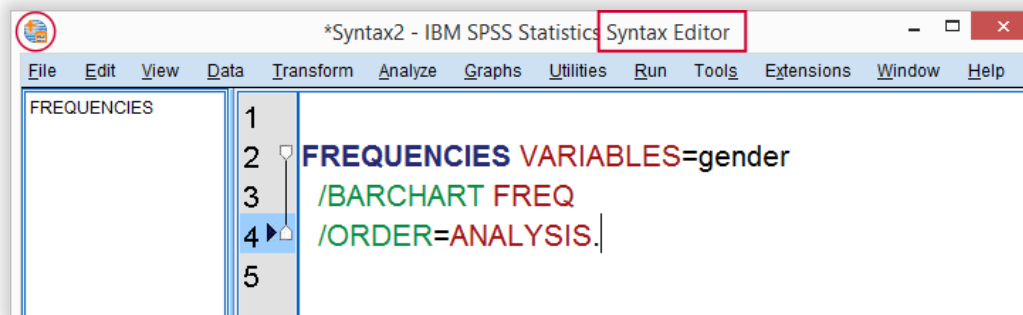 *Syntax2 - IBM SPSS Statistics Syntax Editor
File Edit View Data Transform Analyze Graphs Utilities Run Tools Extensions Window Help
FREQUENCIES
1
2 FREQUENCIES VARIABLES=gender
3 /BARCHART FREQ
4 /ORDER=ANALYSIS.
5